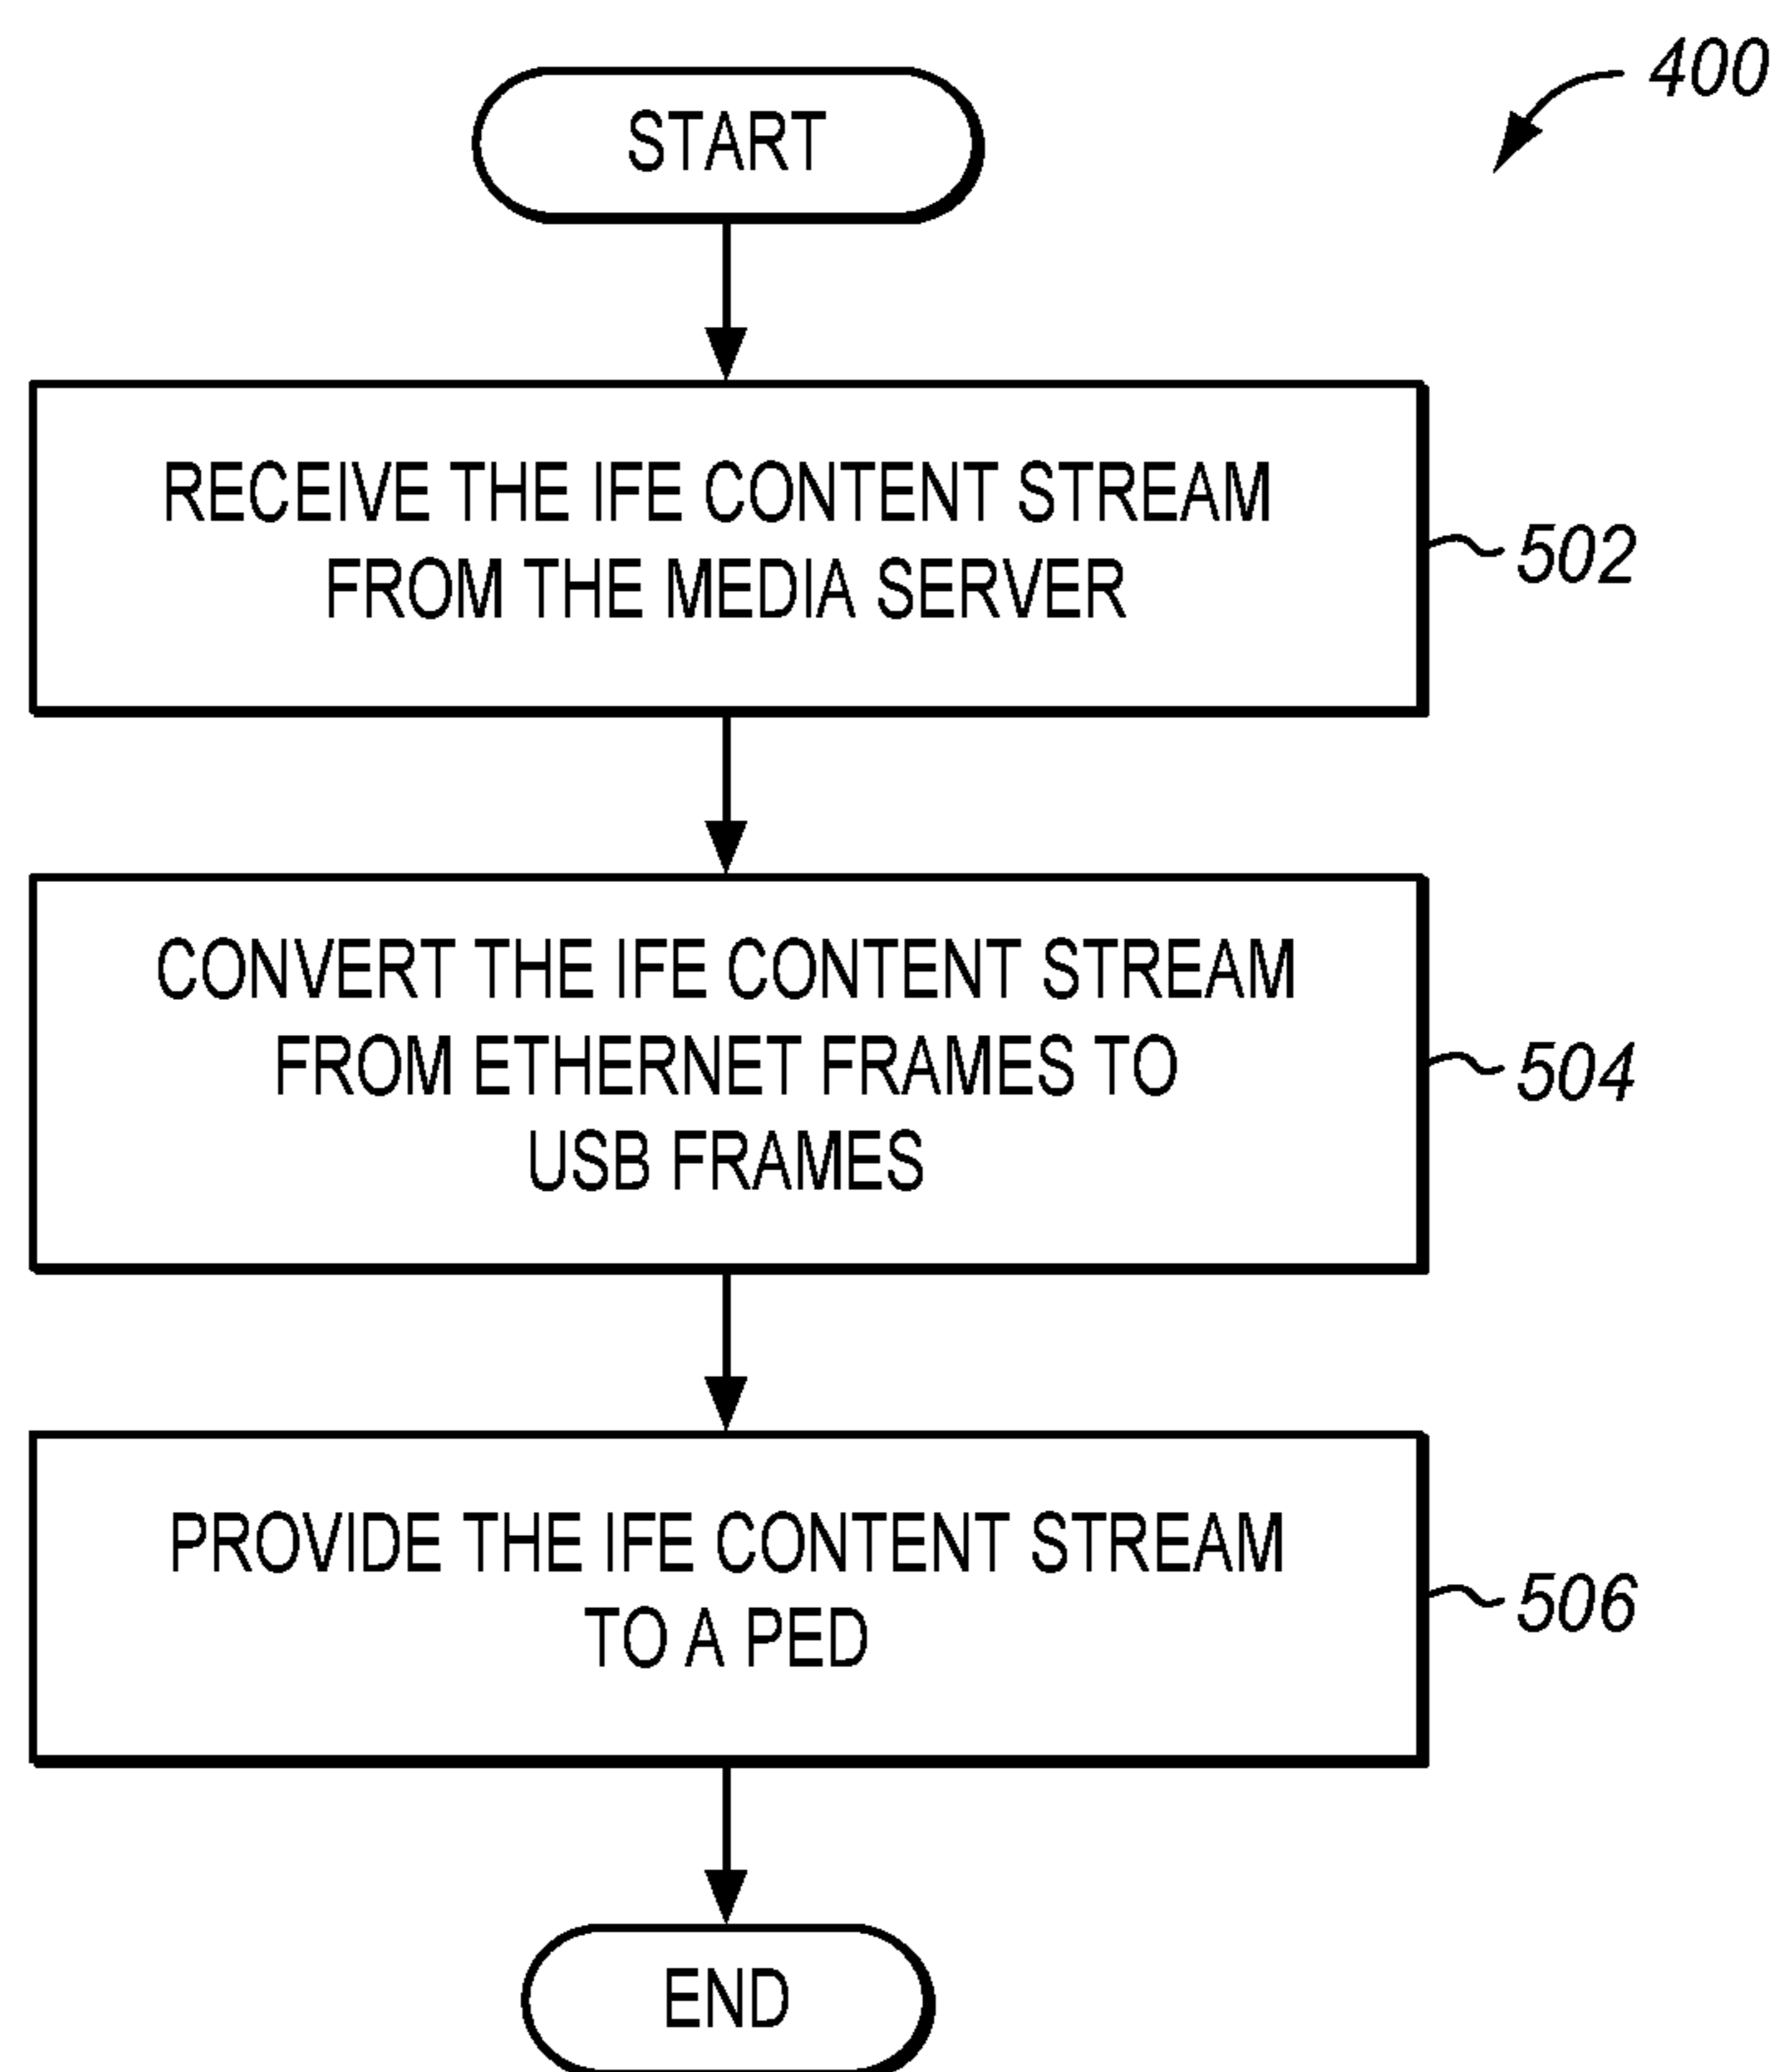 400
START
RECEIVE THE IFE CONTENT STREAM
FROM THE MEDIA SERVER
502
CONVERT THE IFE CONTENT STREAM
FROM ETHERNET FRAMES TO
USB FRAMES
504
PROVIDE THE IFE CONTENT STREAM
TO A PED
506
END